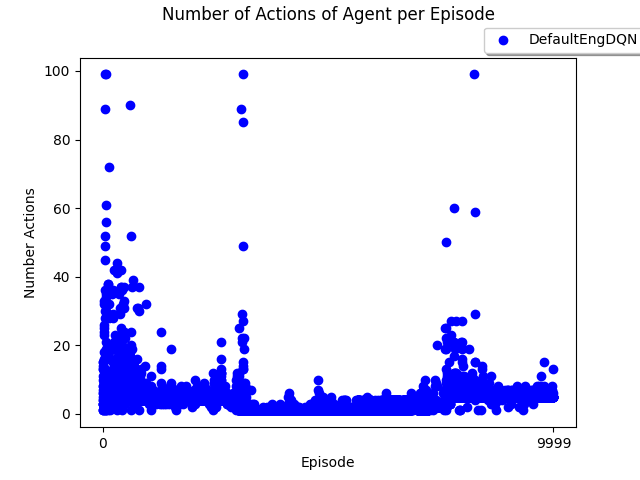 Number of Actions of Agent per Episode
DefaultEngDQN
100
80
60
40
20
0
Number Actions
0 9999
Episode